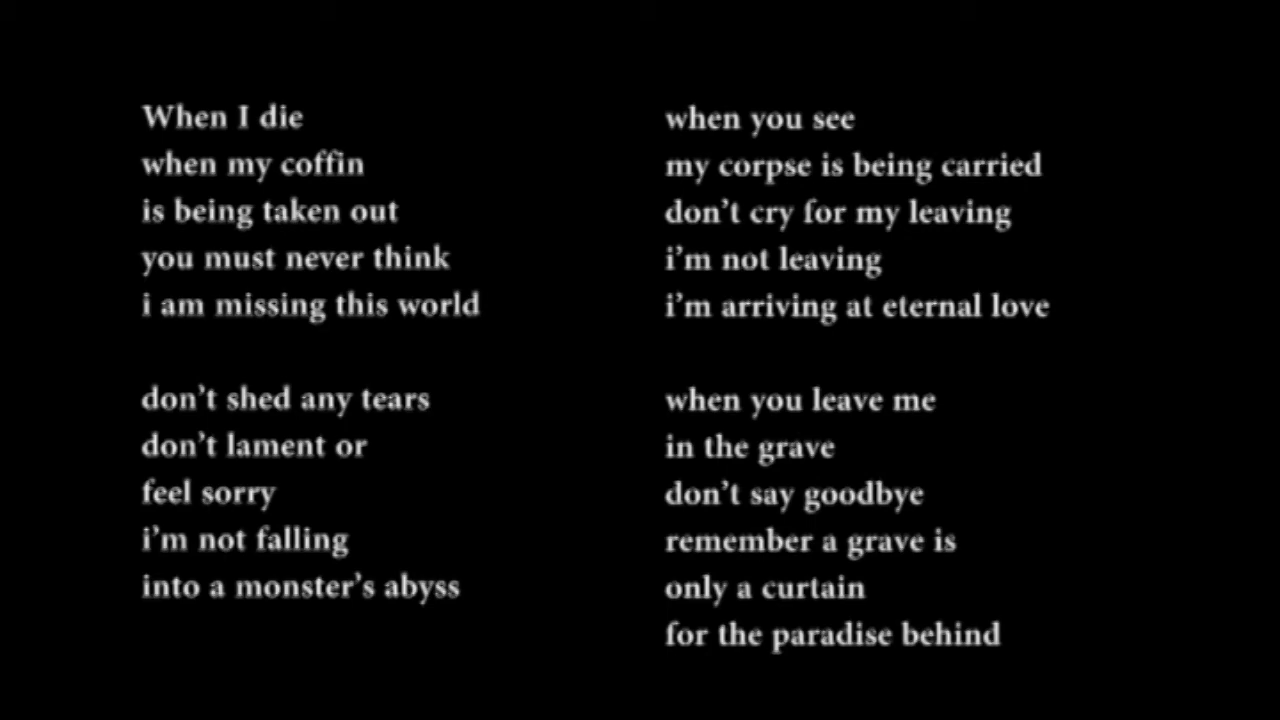 When I die
when my coffin
is being taken out
you must never think
i am missing this world
don't shed any tears
don't lament or
feel sorry
i'm not falling
into a monster's abyss
when you see
my corpse is being carried
don't cry for my leaving
i'm not leaving
i'm arriving at eternal love
when you leave me
in the grave
don't say goodbye
remember a grave is
only a curtain
for the paradise behind